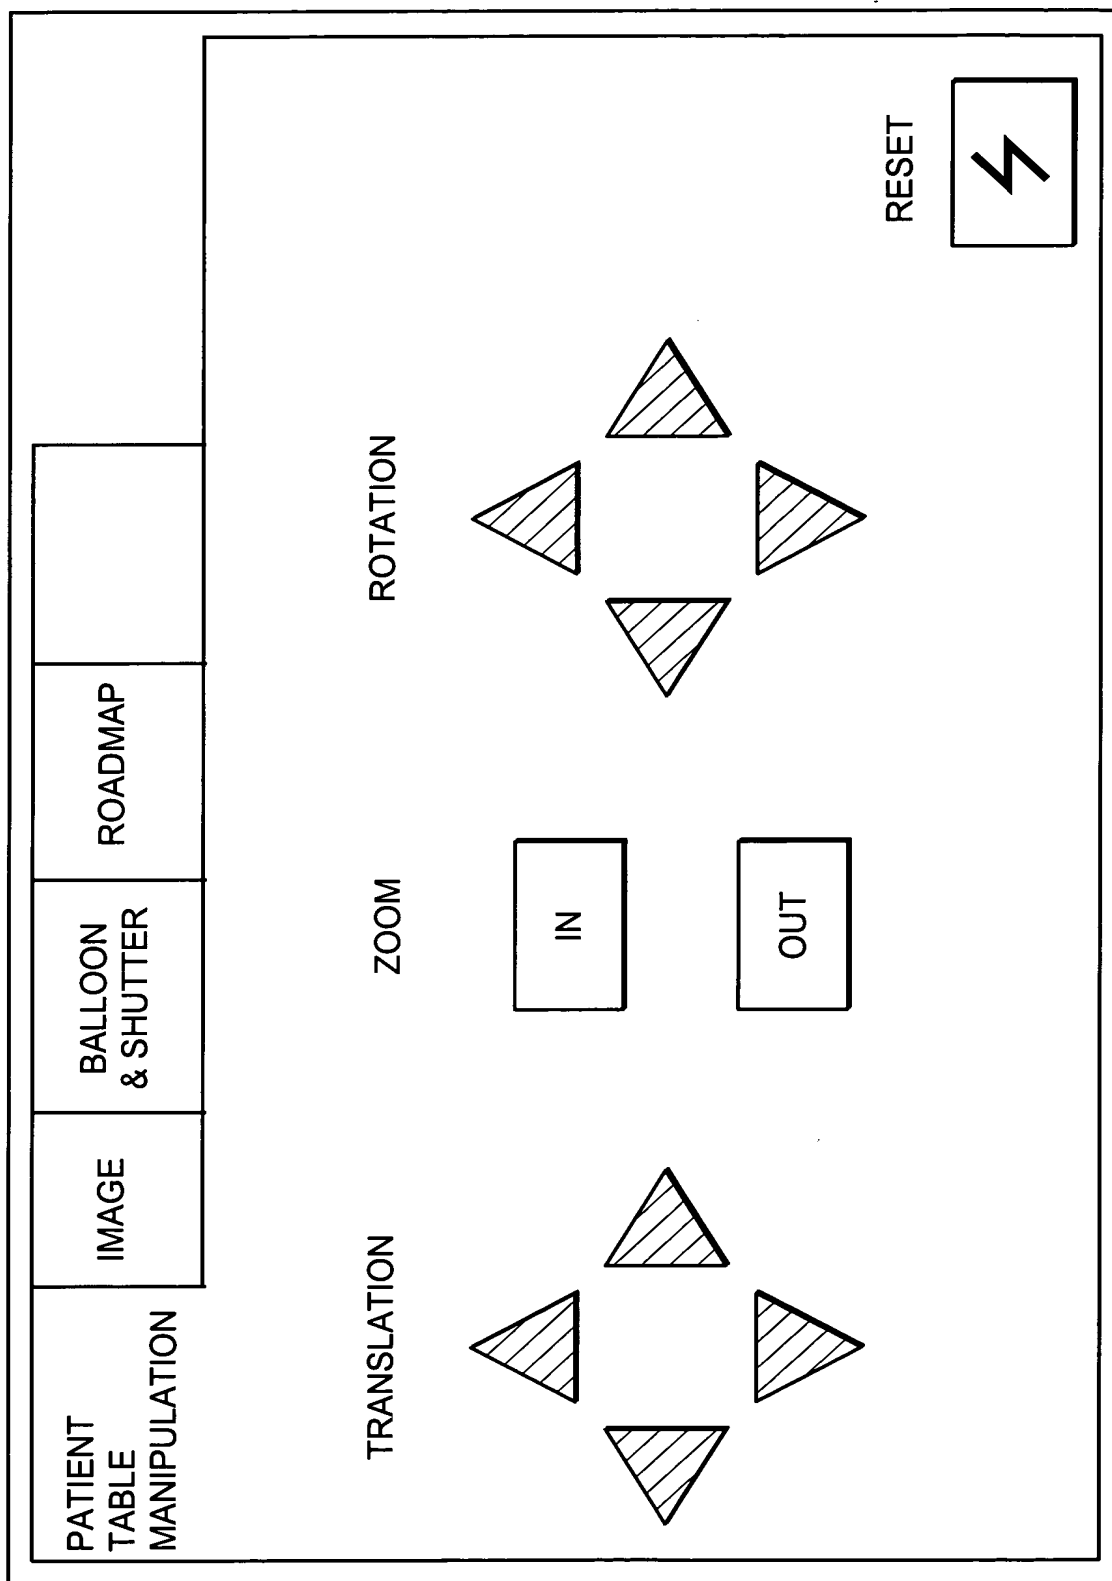 PATIENT
TABLE
MANIPULATION
IMAGE
BALLOON
& SHUTTER
ROADMAP
TRANSLATION
ZOOM
ROTATION
IN
OUT
RESET